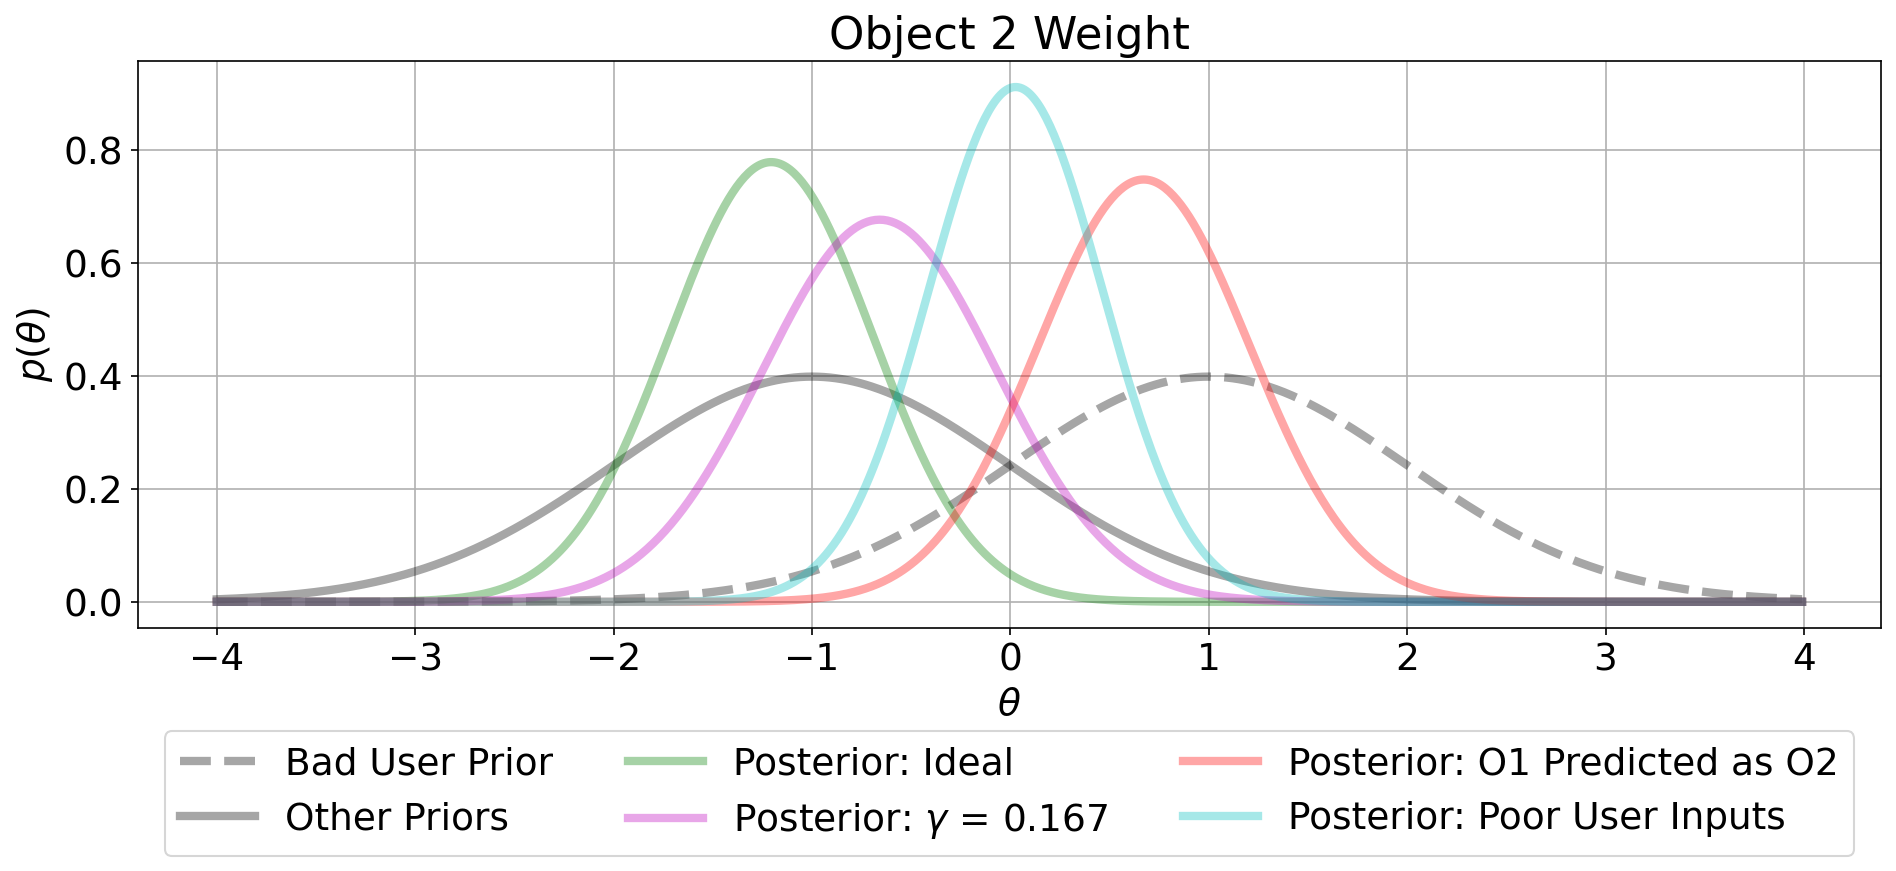 Object 2 Weight
p(θ)
0.8
0.6
0.4
0.2
0.0
−4 −3 −2 −1 0 1 2 3 4
θ
Bad User Prior
Other Priors
Posterior: Ideal
Posterior: γ = 0.167
Posterior: O1 Predicted as O2
Posterior: Poor User Inputs